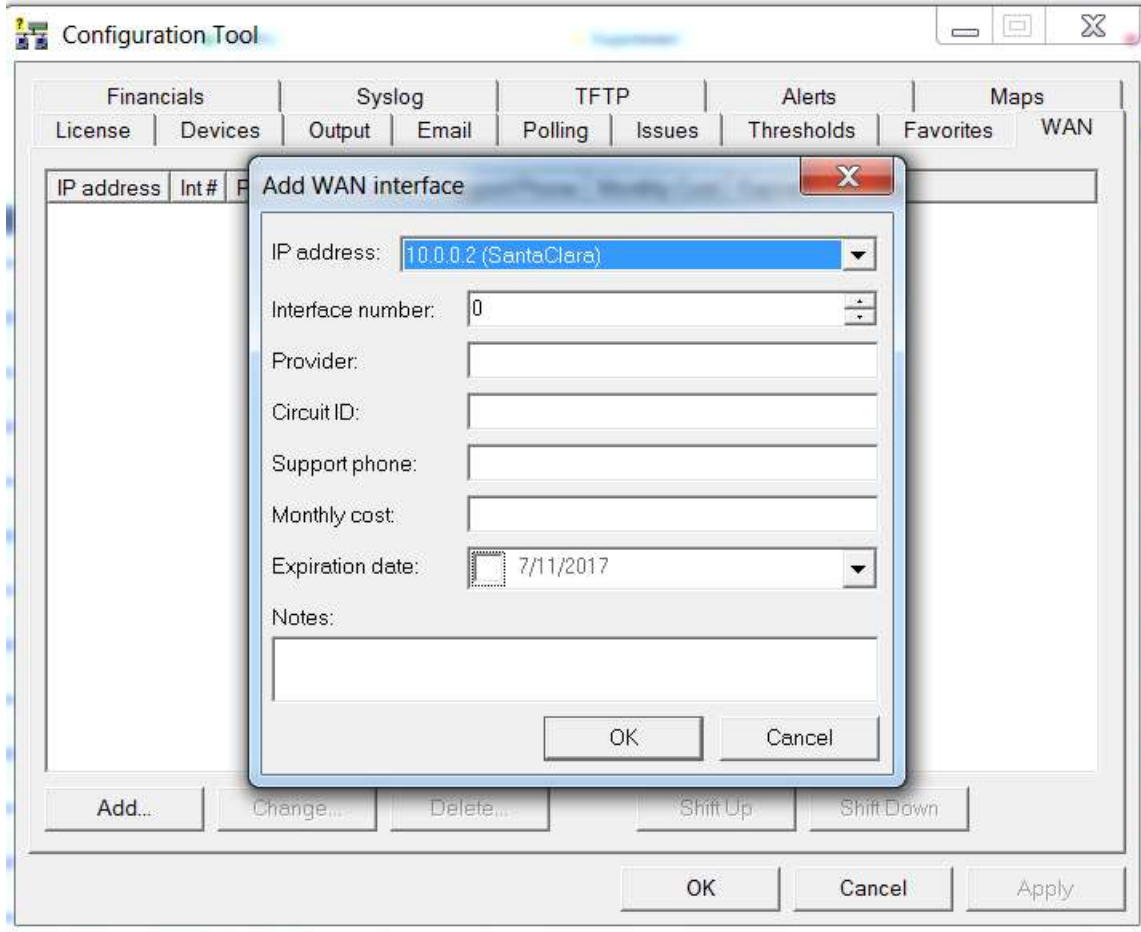 Configuration Tool
Financials Syslog TFTP Alerts Maps
License Devices Output Email Polling Issues Thresholds Favorites WAN
IP address Int # P
Add WAN interface
IP address: 10.0.0.2 (SantaClara)
Interface number: 0
Provider:
Circuit ID:
Support phone:
Monthly cost:
Expiration date: 7/11/2017
Notes:
OK Cancel
Add... Change... Delete... Shift Up Shift Down
OK Cancel Apply